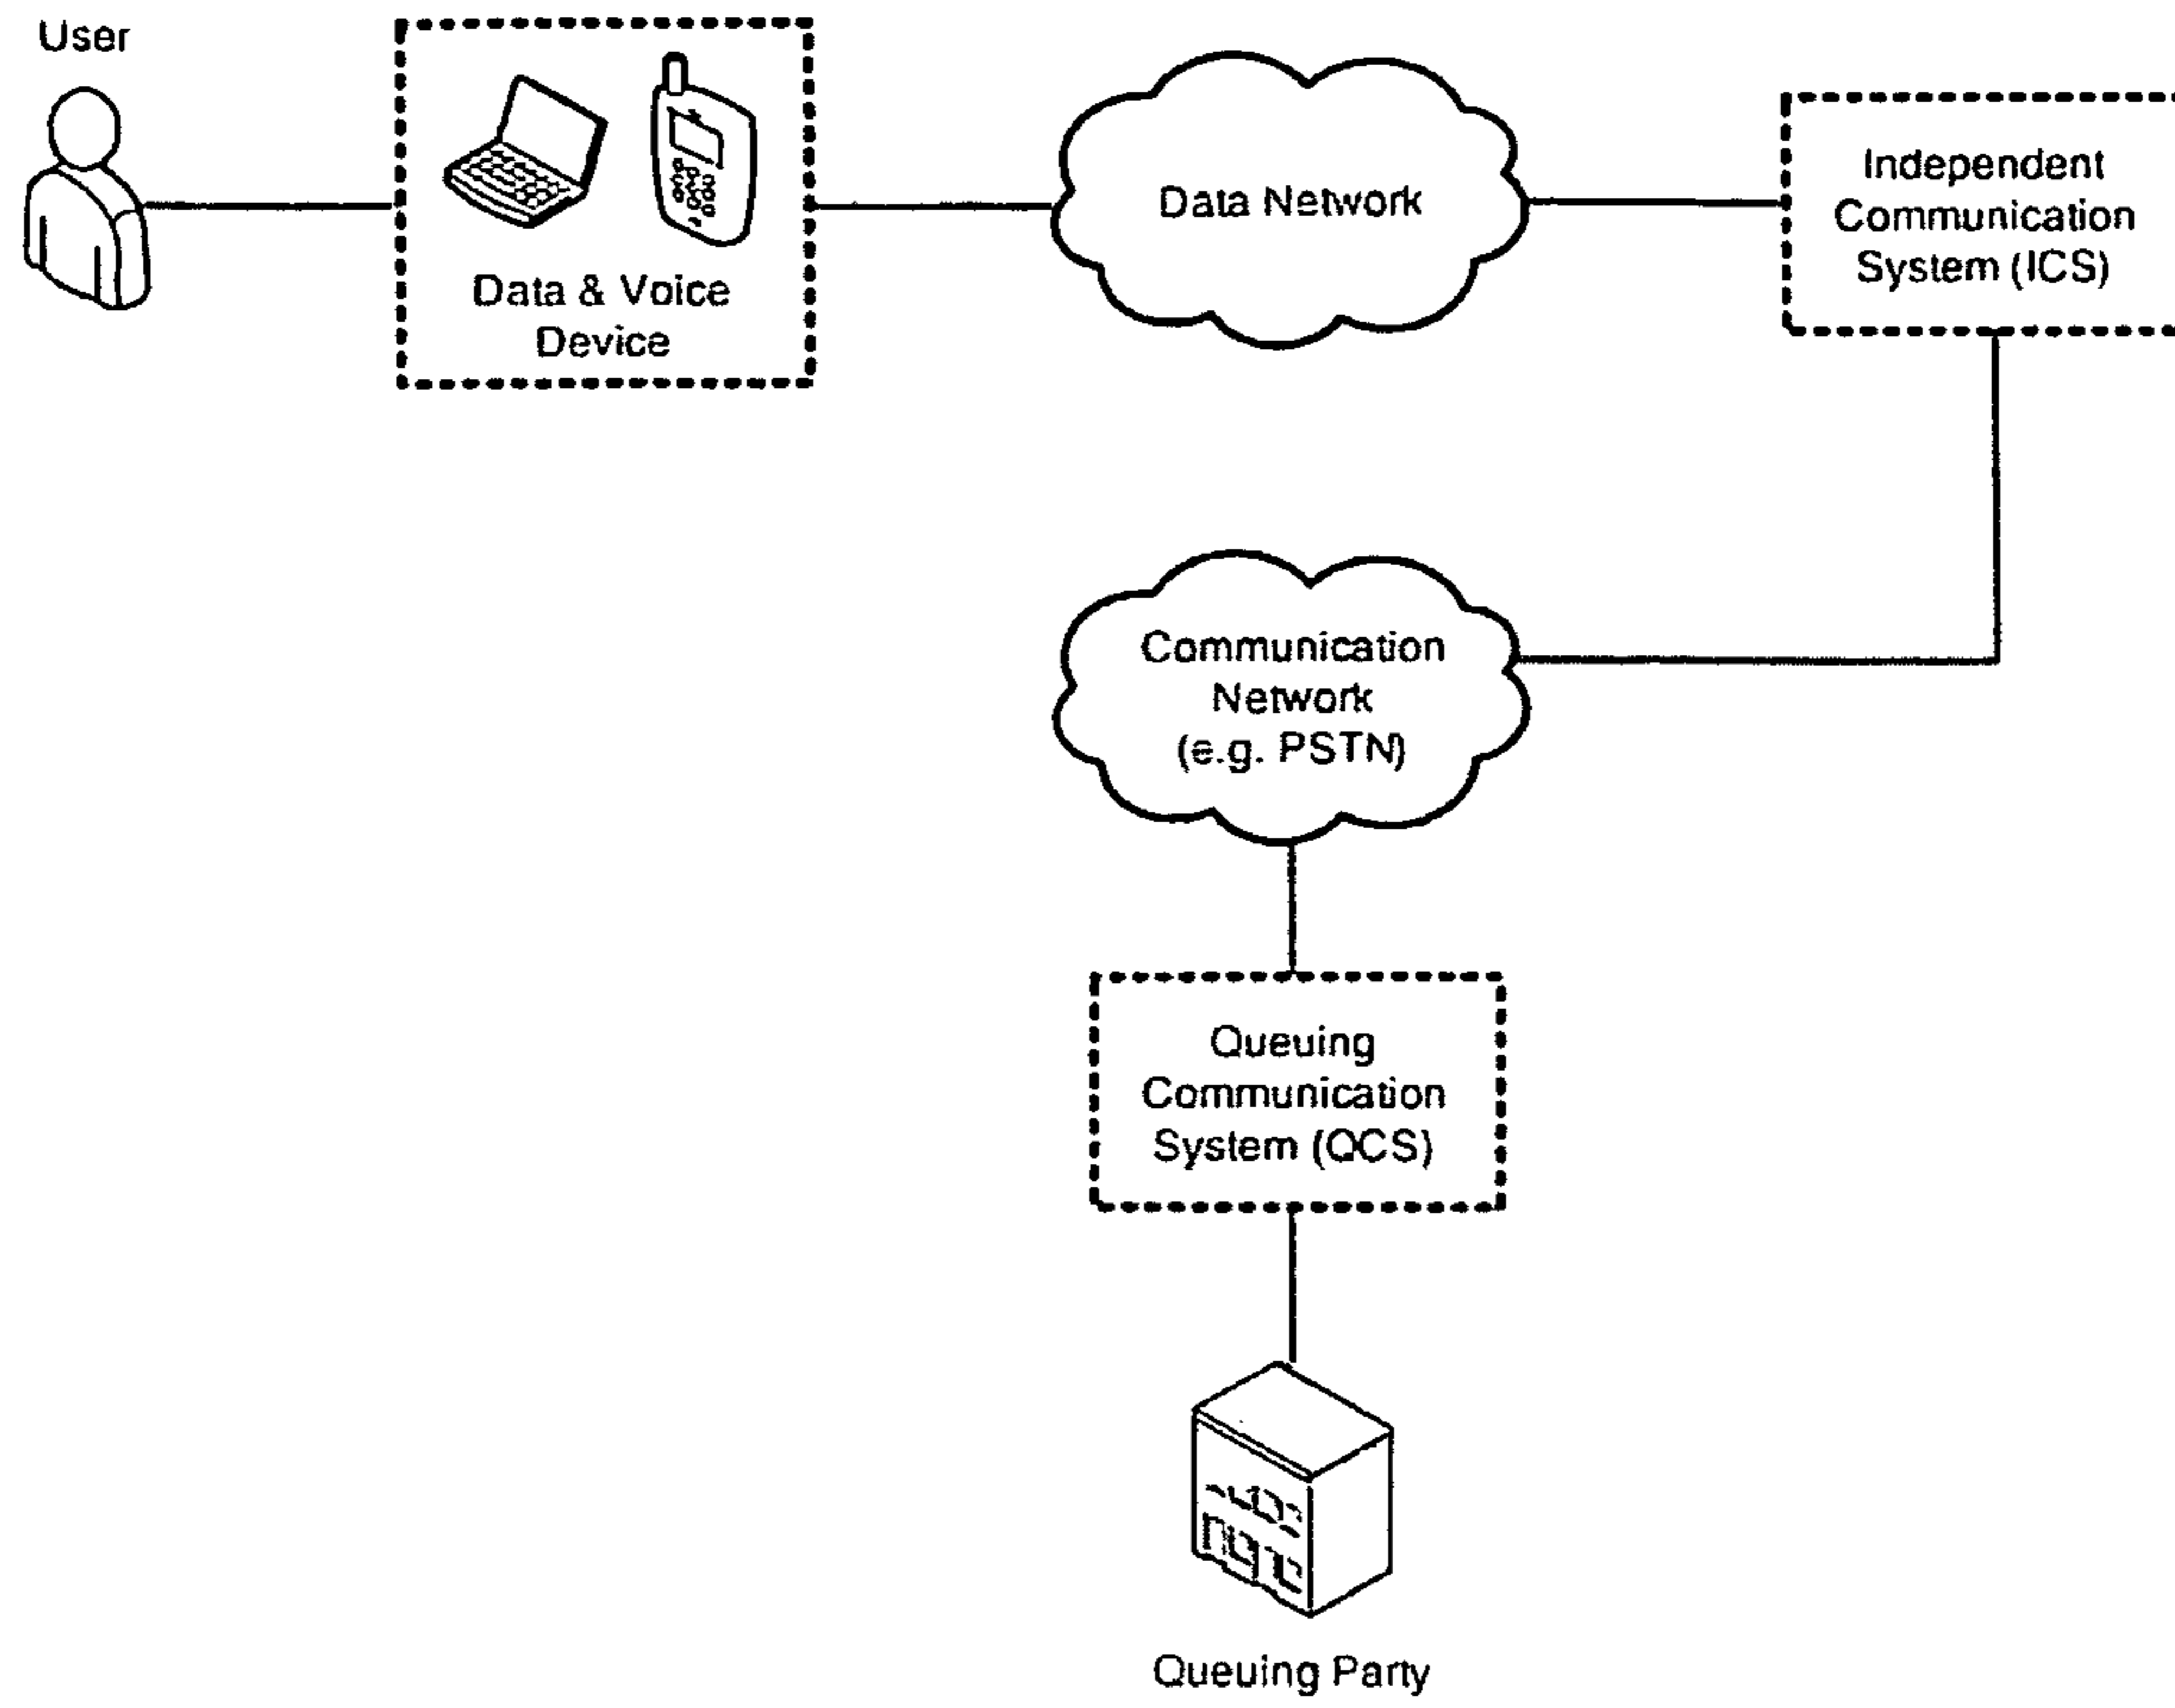 User
Data & Voice
Device
Data Network
Independent
Communication
System (ICS)
Communication
Network
(e.g. PSTN)
Queuing
Communication
System (QCS)
Queuing Party